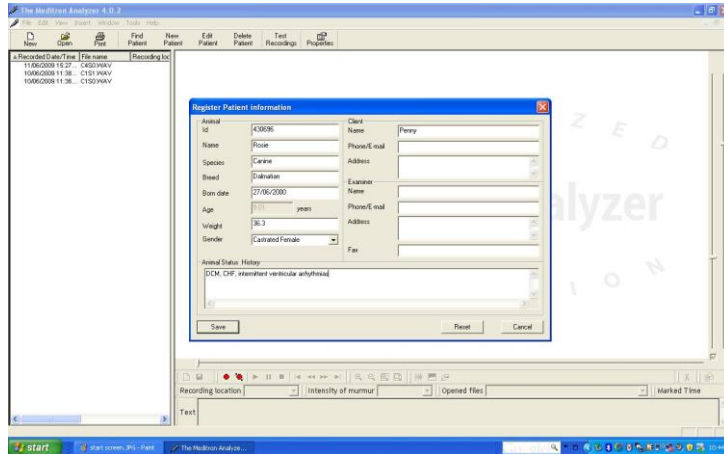 The Meditron Analyzer 4.0.2
File Edit View Insert Window Tools Help
New Open Print Find Patient New Patient Edit Patient Delete Patient Test Recordings Properties
Recorded Date/Time File name Recording loc
11/06/2009 15:27... C4S0.WAV
10/06/2009 11:38... C1S1.WAV
10/06/2009 11:36... C1S0.WAV
Register Patient information
Animal
Id 430696
Name Rosie
Species Canine
Breed Dalmatian
Born date 27/06/2000
Age years
Weight 36.3
Gender Castrated Female
Client
Name Penny
Phone/E-mail
Address
Examiner
Name
Phone/E-mail
Address
Fax
Animal Status History
DCM, CHF, intermittent ventricular arrhythmias
Save Reset Cancel
alyzer
Recording location Intensity of murmur Opened files Marked Time
Text
start start screen.JPG - Paint The Meditron Analyze...